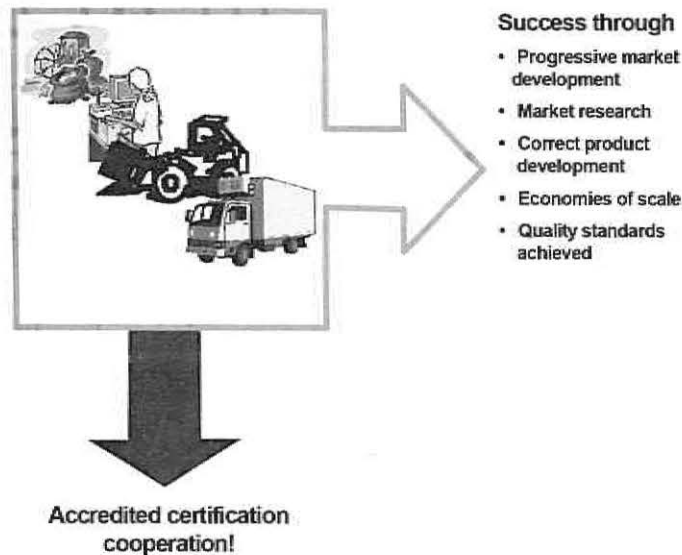 Success through
• Progressive market
development
• Market research
• Correct product
development
• Economies of scale
• Quality standards
achieved
Accredited certification
cooperation!